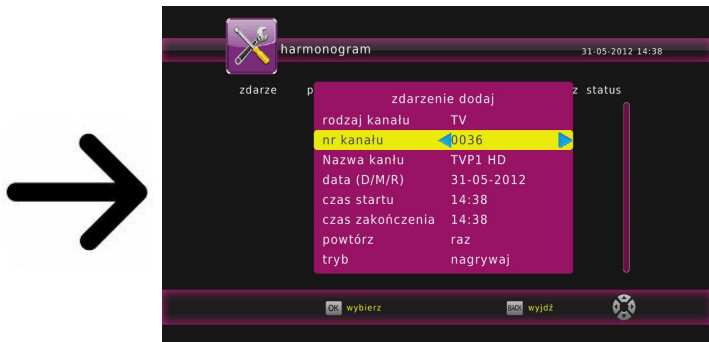 harmonogram 31-05-2012 14:38
zdarze p z status
zdarzenie dodaj
rodzaj kanału TV
nr kanału 0036
Nazwa kanłu TVP1 HD
data (D/M/R) 31-05-2012
czas startu 14:38
czas zakończenia 14:38
powtórz raz
tryb nagrywaj
OK wybierz BACK wyjdź